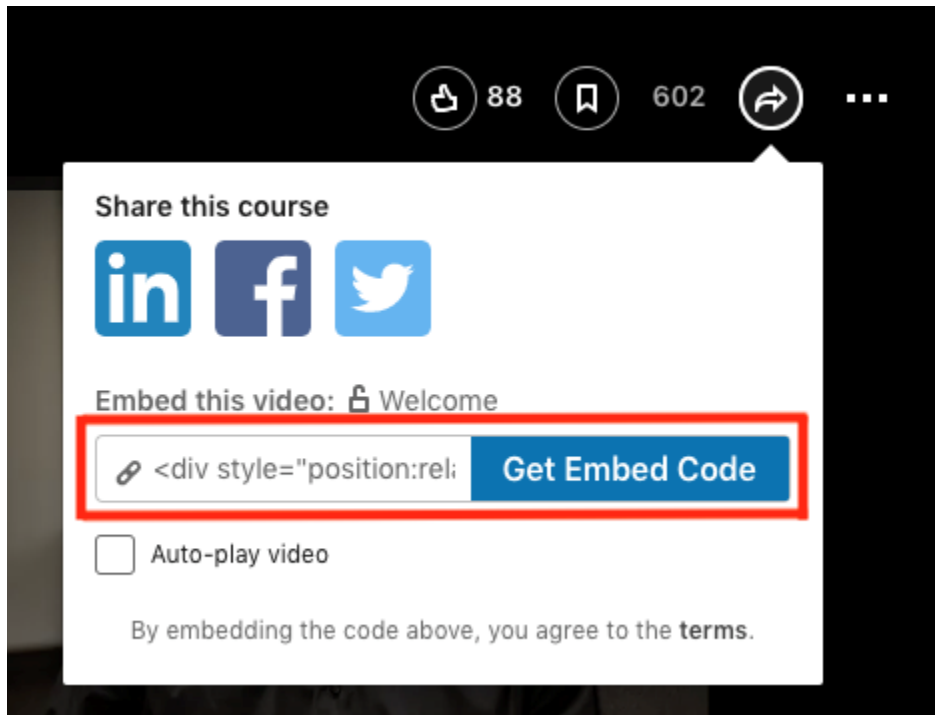 88 602
Share this course
in f
Embed this video: Welcome
<div style="position:rel Get Embed Code
Auto-play video
By embedding the code above, you agree to the terms.